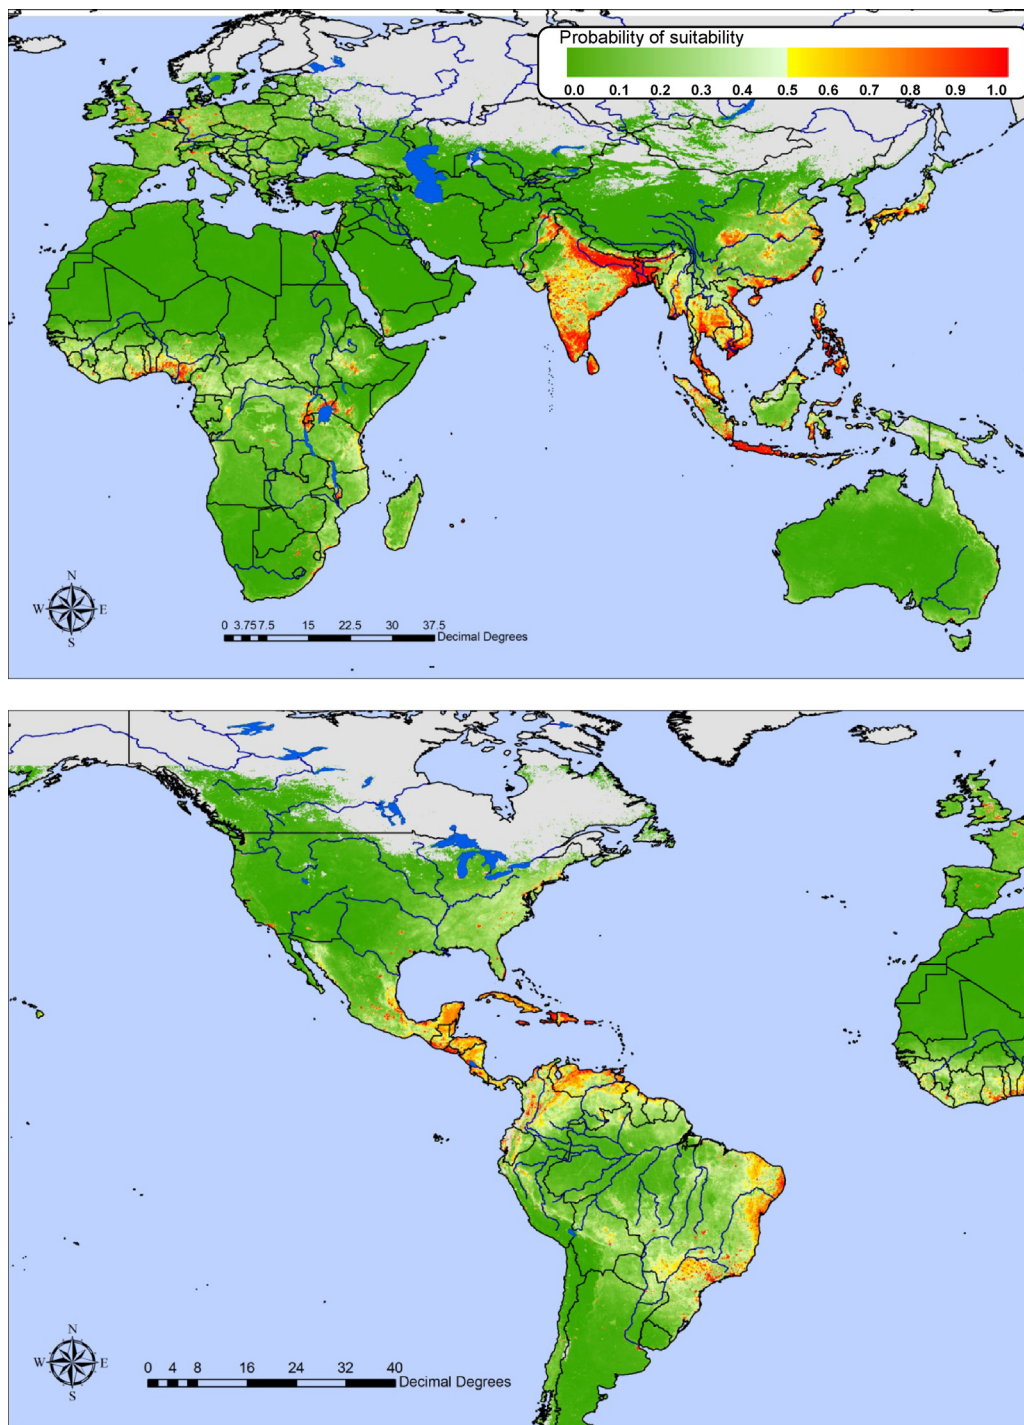 Probability of suitability
0.0 0.1 0.2 0.3 0.4 0.5 0.6 0.7 0.8 0.9 1.0
N
W E
S
0 3.75 7.5 15 22.5 30 37.5
Decimal Degrees
N
W E
S
0 4 8 16 24 32 40
Decimal Degrees